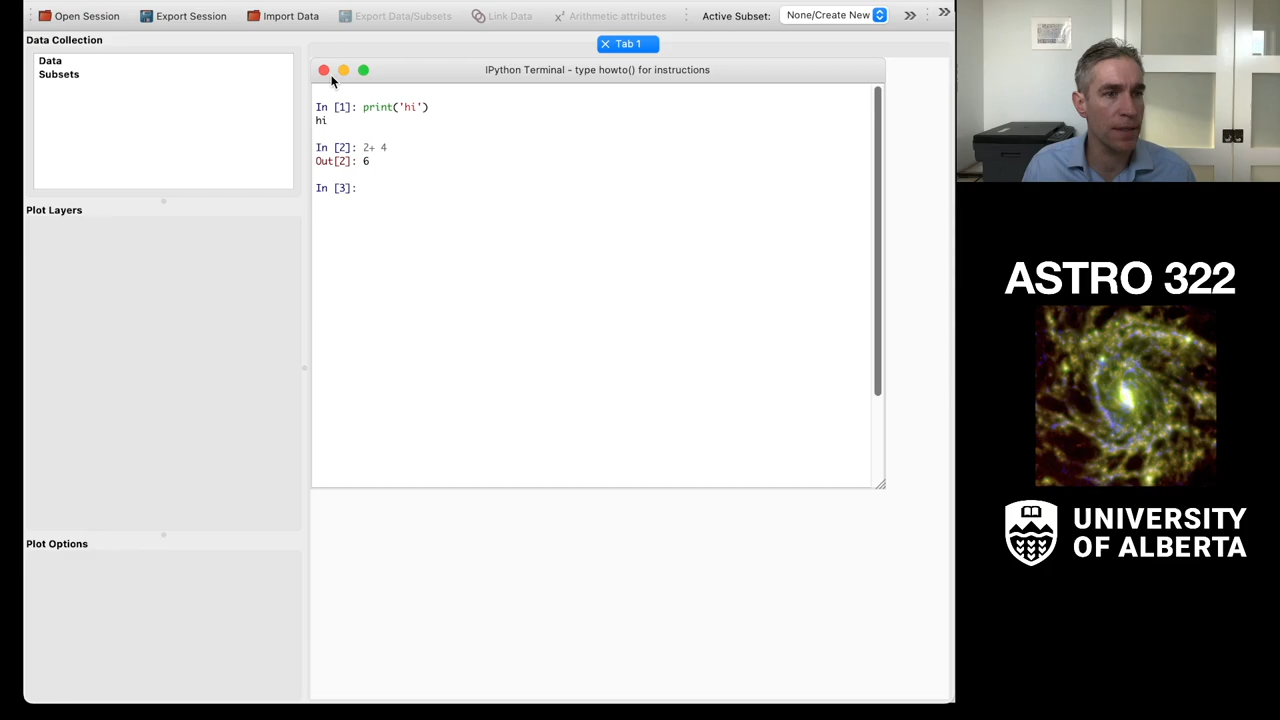 Open Session
Export Session
Import Data
Export Data/Subsets
Link Data
x² Arithmetic attributes
Active Subset:
None/Create New
»
»
Data Collection
Data
Subsets
Plot Layers
Plot Options
Tab 1
IPython Terminal - type howto() for instructions
In [1]: print('hi')
hi
In [2]: 2+ 4
Out[2]: 6
In [3]:
ASTRO 322
UNIVERSITY
OF ALBERTA